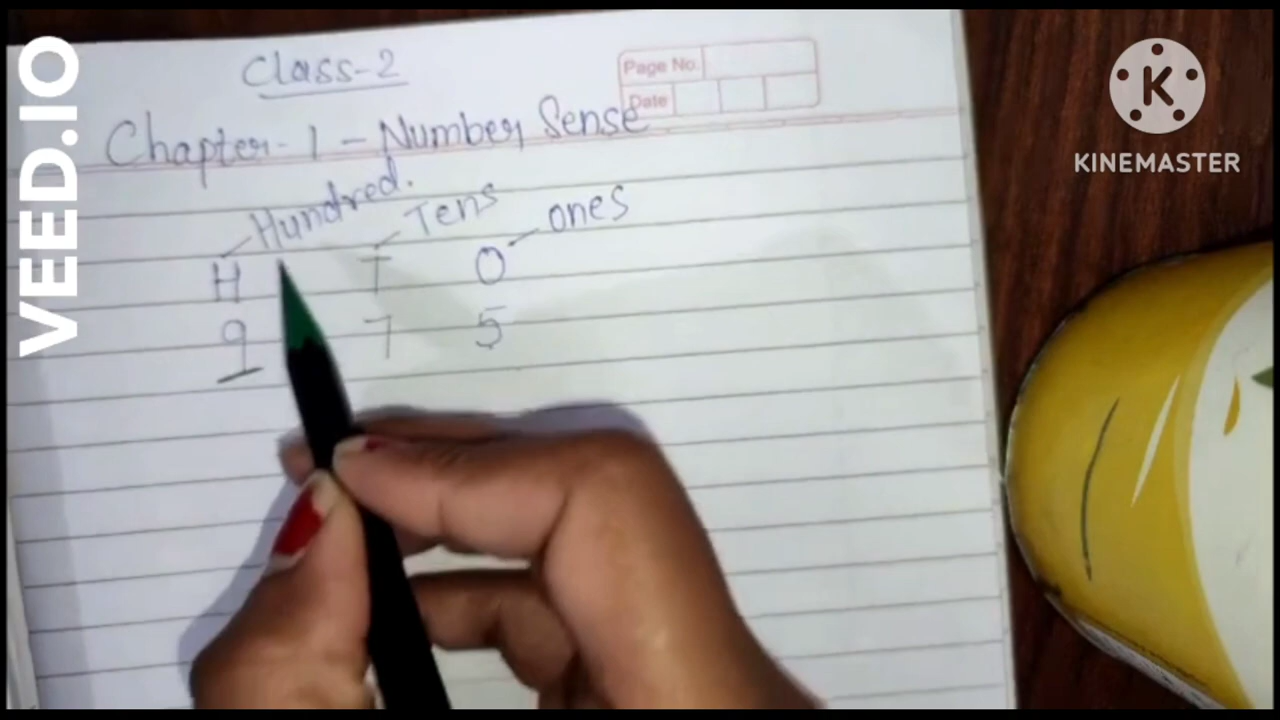 Class-2
Page No.
Date
Chapter-1 - Number Sense
Hundred. Tens ones
H T O
9 7 5
VEED.IO
K
KINEMASTER